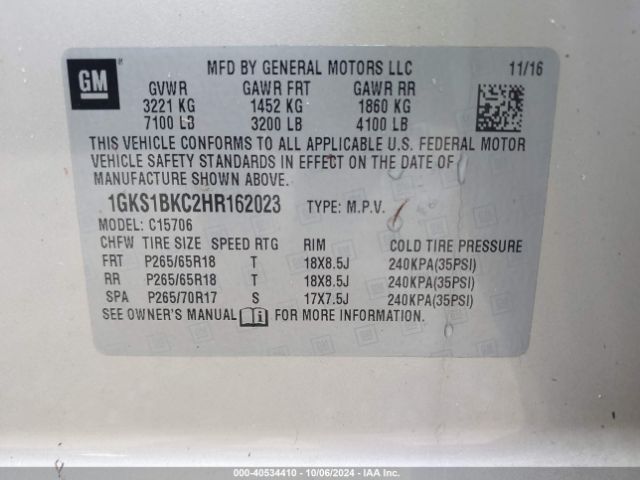 GM
MFD BY GENERAL MOTORS LLC 11/16
GVWR GAWR FRT GAWR RR
3221 KG 1452 KG 1860 KG
7100 LB 3200 LB 4100 LB
THIS VEHICLE CONFORMS TO ALL APPLICABLE U.S. FEDERAL MOTOR
VEHICLE SAFETY STANDARDS IN EFFECT ON THE DATE OF
MANUFACTURE SHOWN ABOVE.
1GKS1BKC2HR162023 TYPE: M.P.V.
MODEL: C15706
CHFW TIRE SIZE SPEED RTG RIM COLD TIRE PRESSURE
FRT P265/65R18 T 18X8.5J 240KPA(35PSI)
RR P265/65R18 T 18X8.5J 240KPA(35PSI)
SPA P265/70R17 S 17X7.5J 240KPA(35PSI)
SEE OWNER'S MANUAL FOR MORE INFORMATION.
000-40534410 - 10/06/2024 - IAA Inc.